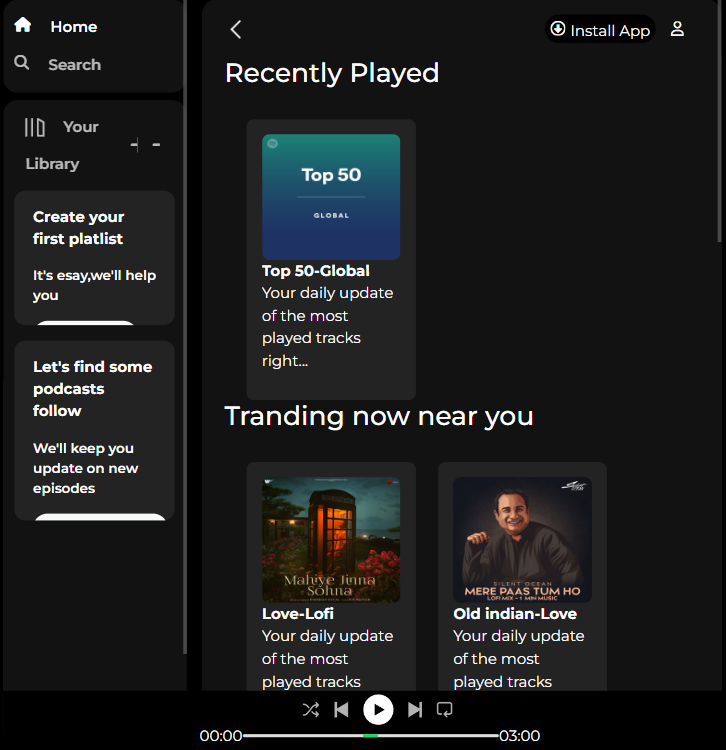 Home
Search
Your
Library
Create your
first platlist
It's esay,we'll help
you
Let's find some
podcasts
follow
We'll keep you
update on new
episodes
Install App
Recently Played
Top 50
GLOBAL
Top 50-Global
Your daily update
of the most
played tracks
right...
Tranding now near you
Mahiye Jinna
Sohna
Love-Lofi
Your daily update
of the most
played tracks
SILENT OCEAN
MERE PAAS TUM HO
LOFI MIX - 1 MIN MUSIC
Old indian-Love
Your daily update
of the most
played tracks
00:00
03:00